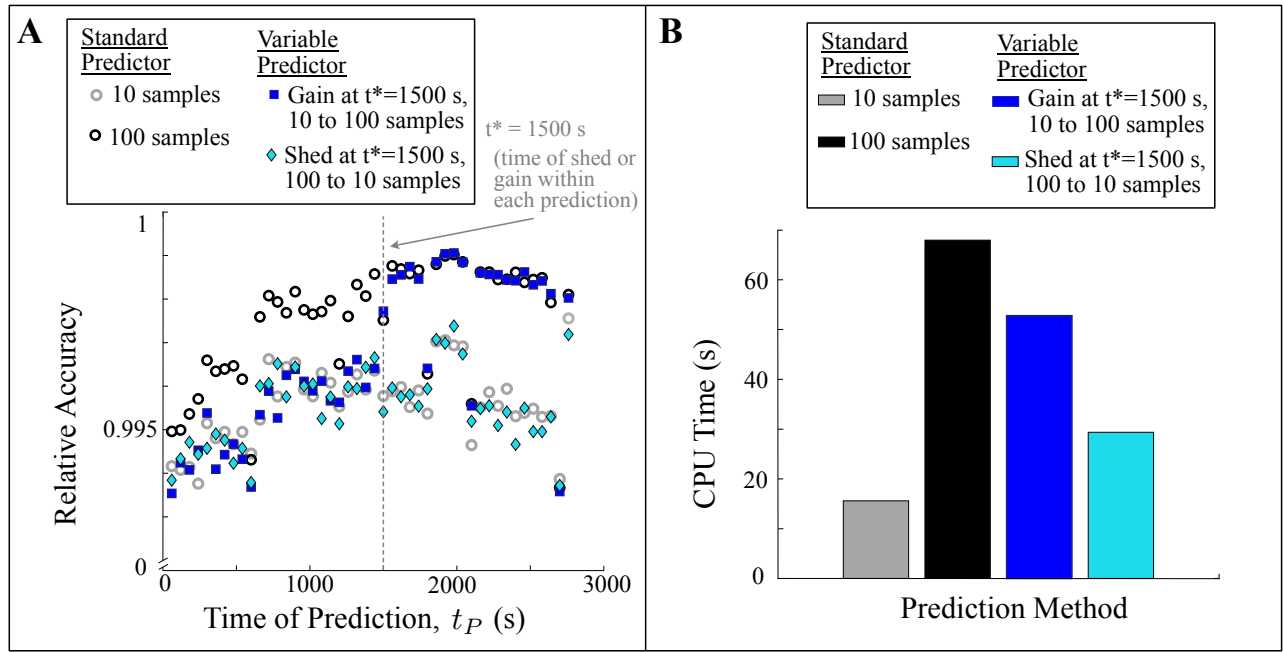 A
Standard
Predictor
10 samples
100 samples
Variable
Predictor
Gain at t*=1500 s,
10 to 100 samples
Shed at t*=1500 s,
100 to 10 samples
t* = 1500 s
(time of shed or
gain within
each prediction)
1
0.995
0
Relative Accuracy
0
1000
2000
3000
Time of Prediction, t_P (s)
B
Standard
Predictor
10 samples
100 samples
Variable
Predictor
Gain at t*=1500 s,
10 to 100 samples
Shed at t*=1500 s,
100 to 10 samples
60
40
20
0
CPU Time (s)
Prediction Method